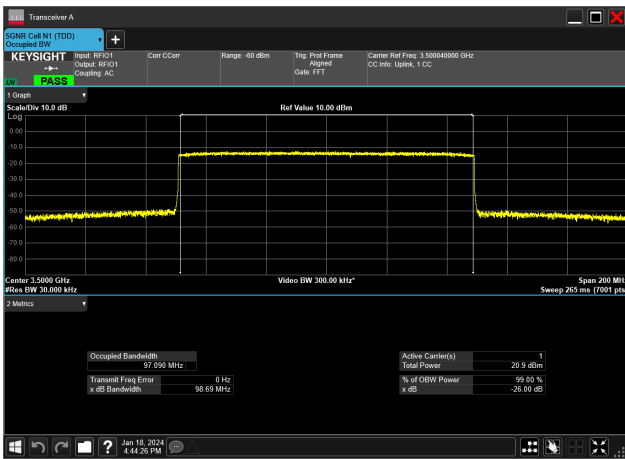 Transceiver A
5GNR Cell N1 (TDD)
Occupied BW
KEYSIGHT
LXI
PASS
Input: RFIO1
Output: RFIO1
Coupling: AC
Corr CCorr
Range: -60 dBm
Trig: Prot Frame
Aligned
Gate: FFT
Carrier Ref Freq: 3.500040000 GHz
CC Info: Uplink, 1 CC
1 Graph
Scale/Div 10.0 dB
Ref Value 10.00 dBm
Log
0.00
-10.0
-20.0
-30.0
-40.0
-50.0
-60.0
-70.0
-80.0
Center 3.5000 GHz
Video BW 300.00 kHz*
Span 200 MH
#Res BW 30.000 kHz
Sweep 265 ms (7001 pts
2 Metrics
Occupied Bandwidth
97.090 MHz
Active Carrier(s) 1
Total Power 20.9 dBm
Transmit Freq Error 0 Hz
x dB Bandwidth 98.69 MHz
% of OBW Power 99.00 %
x dB -26.00 dB
? Jan 18, 2024
4:44:26 PM